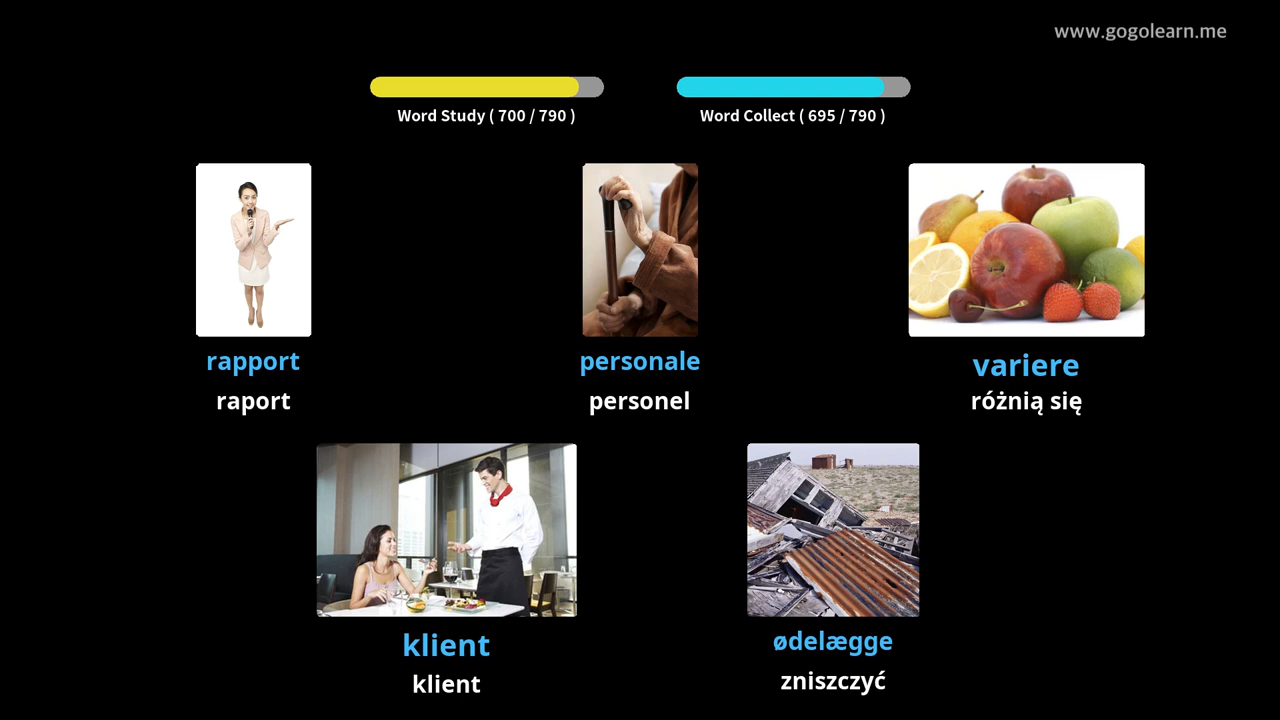 www.gogolearn.me
Word Study ( 700 / 790 )
Word Collect ( 695 / 790 )
rapport
raport
personale
personel
variere
różnią się
klient
klient
ødelægge
zniszczyć